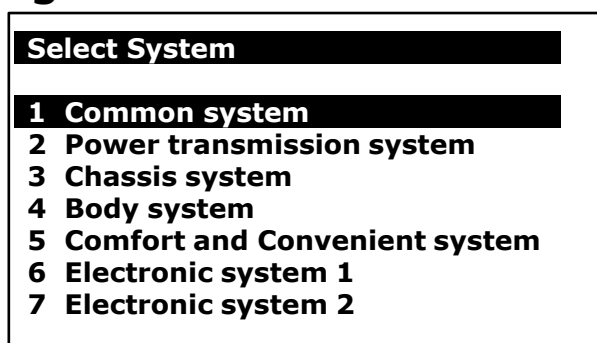 Select System
1 Common system
2 Power transmission system
3 Chassis system
4 Body system
5 Comfort and Convenient system
6 Electronic system 1
7 Electronic system 2